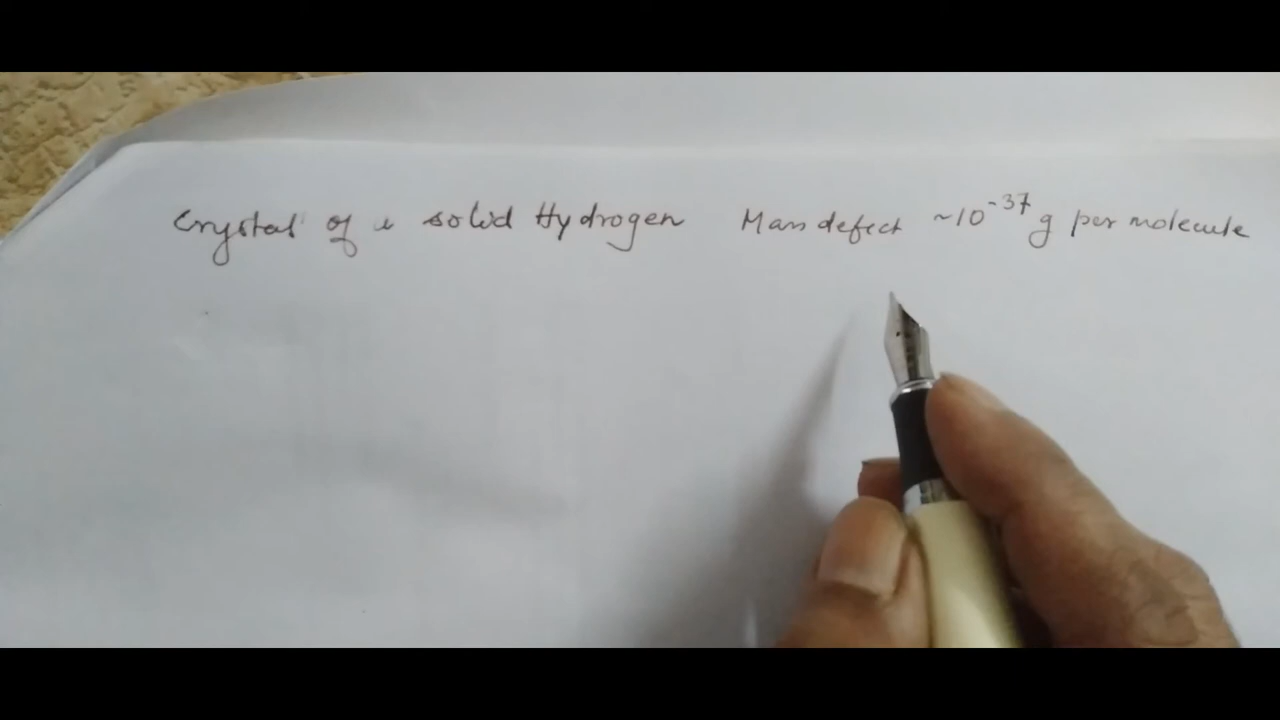 Crystal of a solid Hydrogen Mass defect ~10⁻³⁷ g per molecule